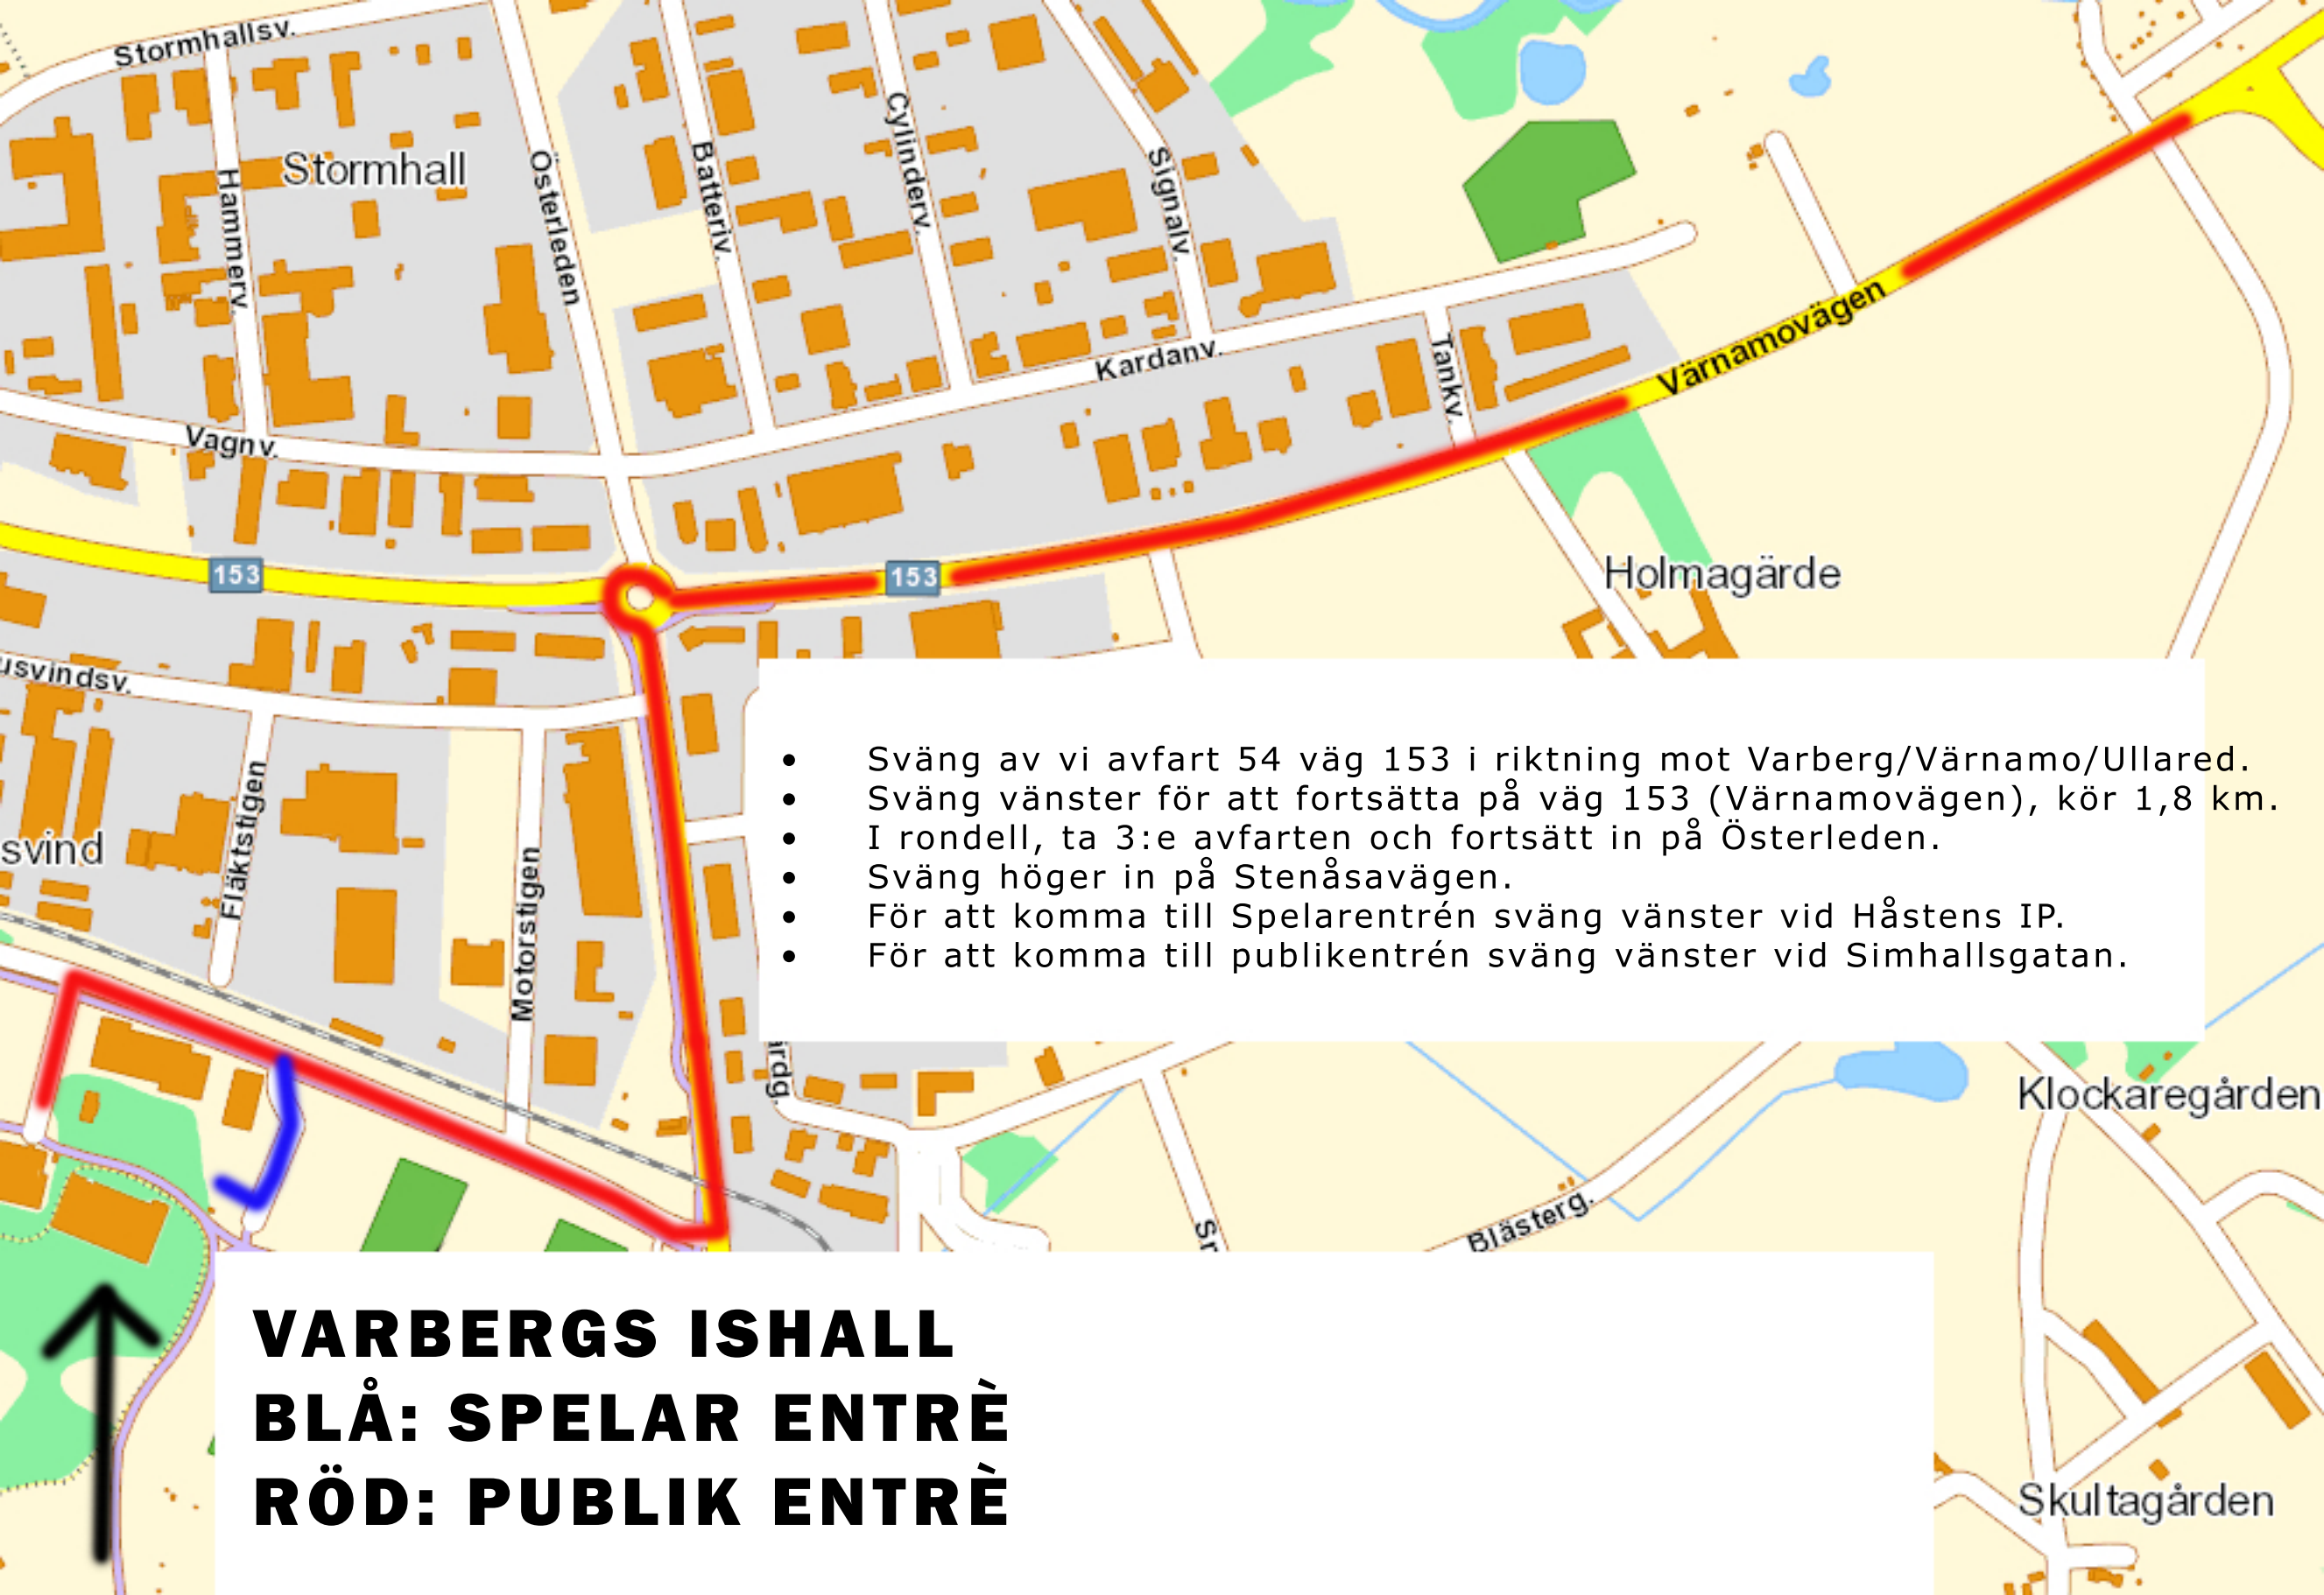 Stormhallsv.
Stormhall
Hammerv.
Österleden
Batteriv.
Cylinderv.
Signalv.
Kardanv.
Tankv.
Värnamovägen
Vagnv.
153
153
Holmagärde
usvindsv.
svind
Fläktstigen
Motorstigen
• Sväng av vi avfart 54 väg 153 i riktning mot Varberg/Värnamo/Ullared.
• Sväng vänster för att fortsätta på väg 153 (Värnamovägen), kör 1,8 km.
• I rondell, ta 3:e avfarten och fortsätt in på Österleden.
• Sväng höger in på Stenåsavägen.
• För att komma till Spelarentrén sväng vänster vid Håstens IP.
• För att komma till publikentrén sväng vänster vid Simhallsgatan.
rdg.
Klockaregården
Sr
Blästerg.
VARBERGS ISHALL
BLÅ: SPELAR ENTRÈ
RÖD: PUBLIK ENTRÈ
Skultagården